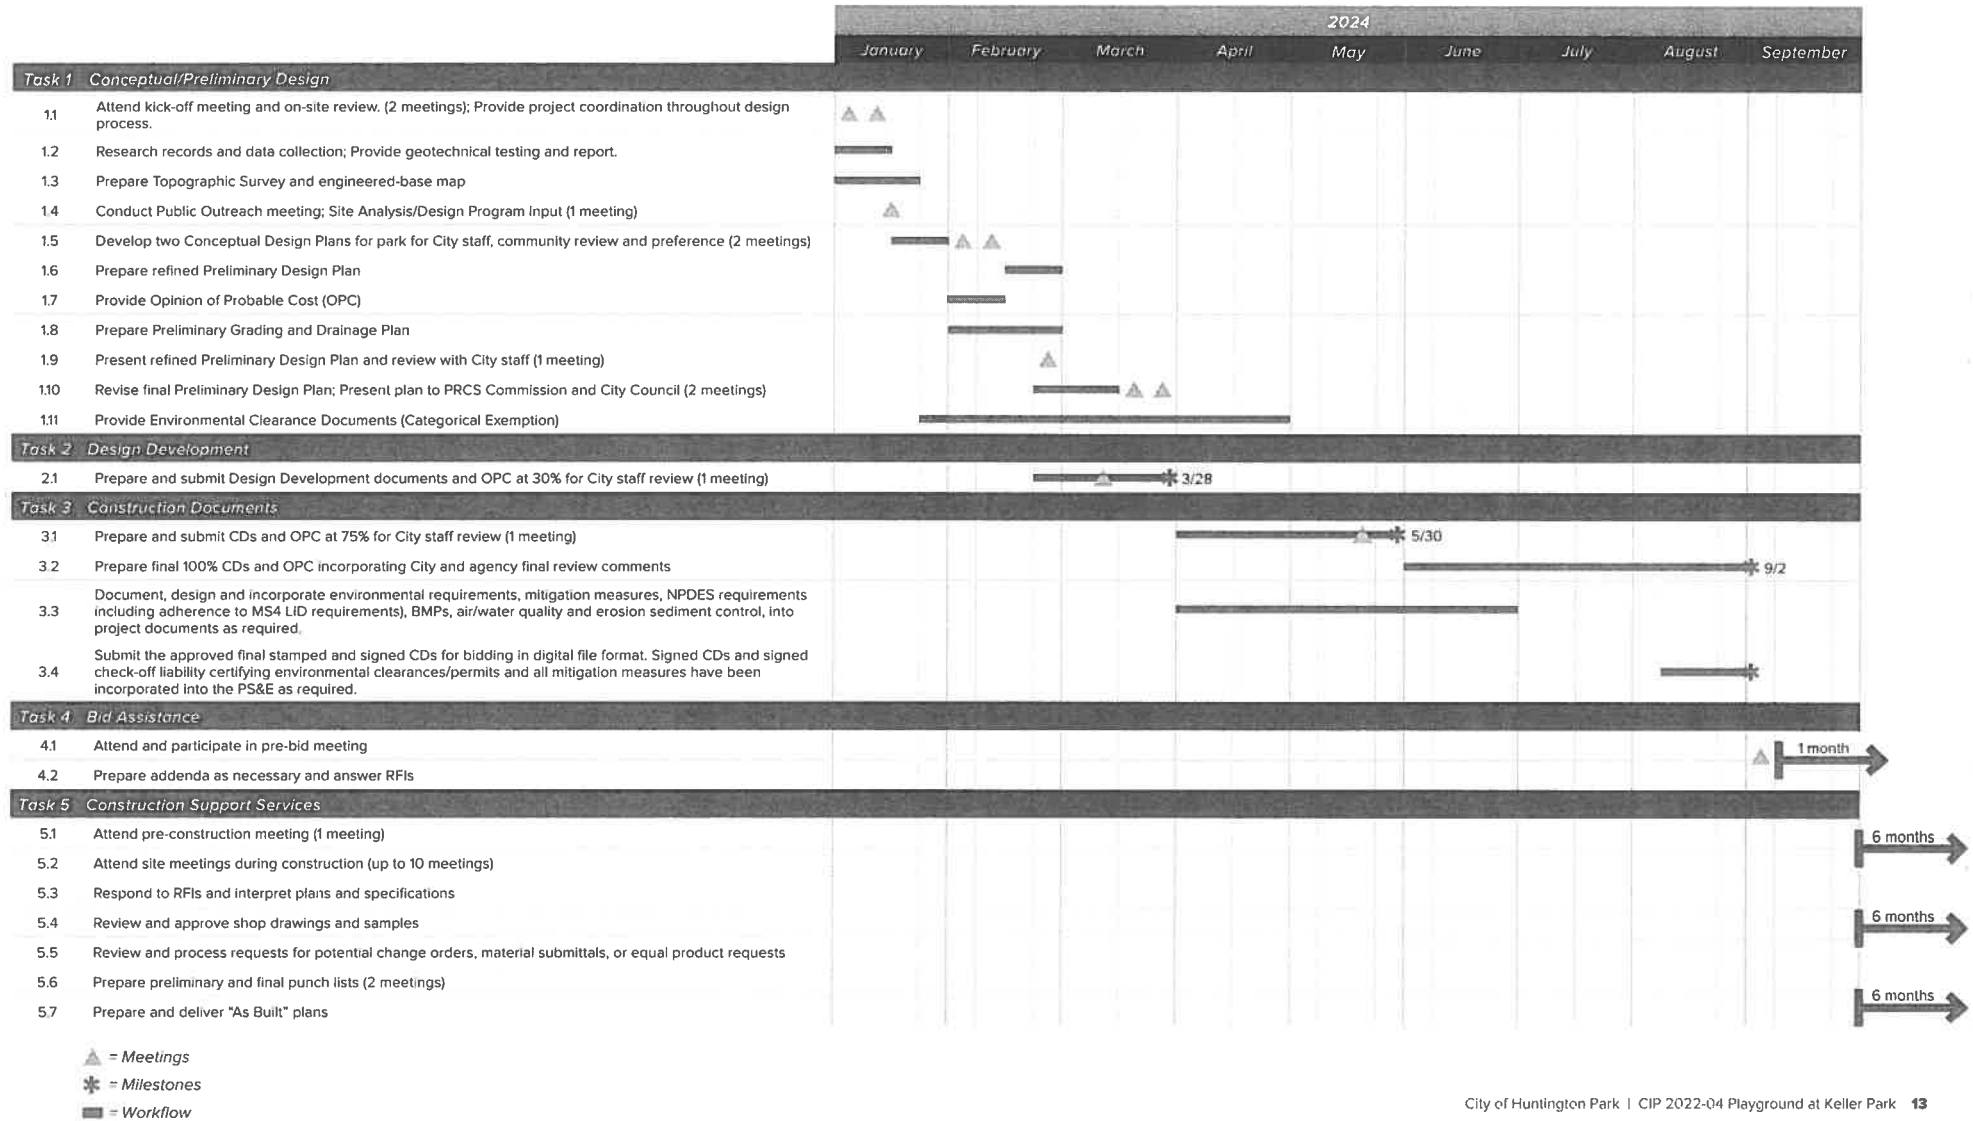 2024
January February March April May June July August September
Task 1 Conceptual/Preliminary Design
1.1 Attend kick-off meeting and on-site review. (2 meetings); Provide project coordination throughout design
process.
1.2 Research records and data collection; Provide geotechnical testing and report.
1.3 Prepare Topographic Survey and engineered-base map
1.4 Conduct Public Outreach meeting; Site Analysis/Design Program Input (1 meeting)
1.5 Develop two Conceptual Design Plans for park for City staff, community review and preference (2 meetings)
1.6 Prepare refined Preliminary Design Plan
1.7 Provide Opinion of Probable Cost (OPC)
1.8 Prepare Preliminary Grading and Drainage Plan
1.9 Present refined Preliminary Design Plan and review with City staff (1 meeting)
1.10 Revise final Preliminary Design Plan; Present plan to PRCS Commission and City Council (2 meetings)
1.11 Provide Environmental Clearance Documents (Categorical Exemption)
Task 2 Design Development
2.1 Prepare and submit Design Development documents and OPC at 30% for City staff review (1 meeting) 3/28
Task 3 Construction Documents
3.1 Prepare and submit CDs and OPC at 75% for City staff review (1 meeting) 5/30
3.2 Prepare final 100% CDs and OPC incorporating City and agency final review comments 9/2
Document, design and incorporate environmental requirements, mitigation measures, NPDES requirements
3.3 including adherence to MS4 LID requirements), BMPs, air/water quality and erosion sediment control, into
project documents as required.
Submit the approved final stamped and signed CDs for bidding in digital file format. Signed CDs and signed
3.4 check-off liability certifying environmental clearances/permits and all mitigation measures have been
incorporated into the PS&E as required.
Task 4 Bid Assistance
4.1 Attend and participate in pre-bid meeting 1 month
4.2 Prepare addenda as necessary and answer RFIs
Task 5 Construction Support Services
5.1 Attend pre-construction meeting (1 meeting) 6 months
5.2 Attend site meetings during construction (up to 10 meetings)
5.3 Respond to RFIs and interpret plans and specifications
5.4 Review and approve shop drawings and samples 6 months
5.5 Review and process requests for potential change orders, material submittals, or equal product requests
5.6 Prepare preliminary and final punch lists (2 meetings)
5.7 Prepare and deliver "As Built" plans 6 months
= Meetings
= Milestones
= Workflow
City of Huntington Park | CIP 2022-04 Playground at Keller Park 13